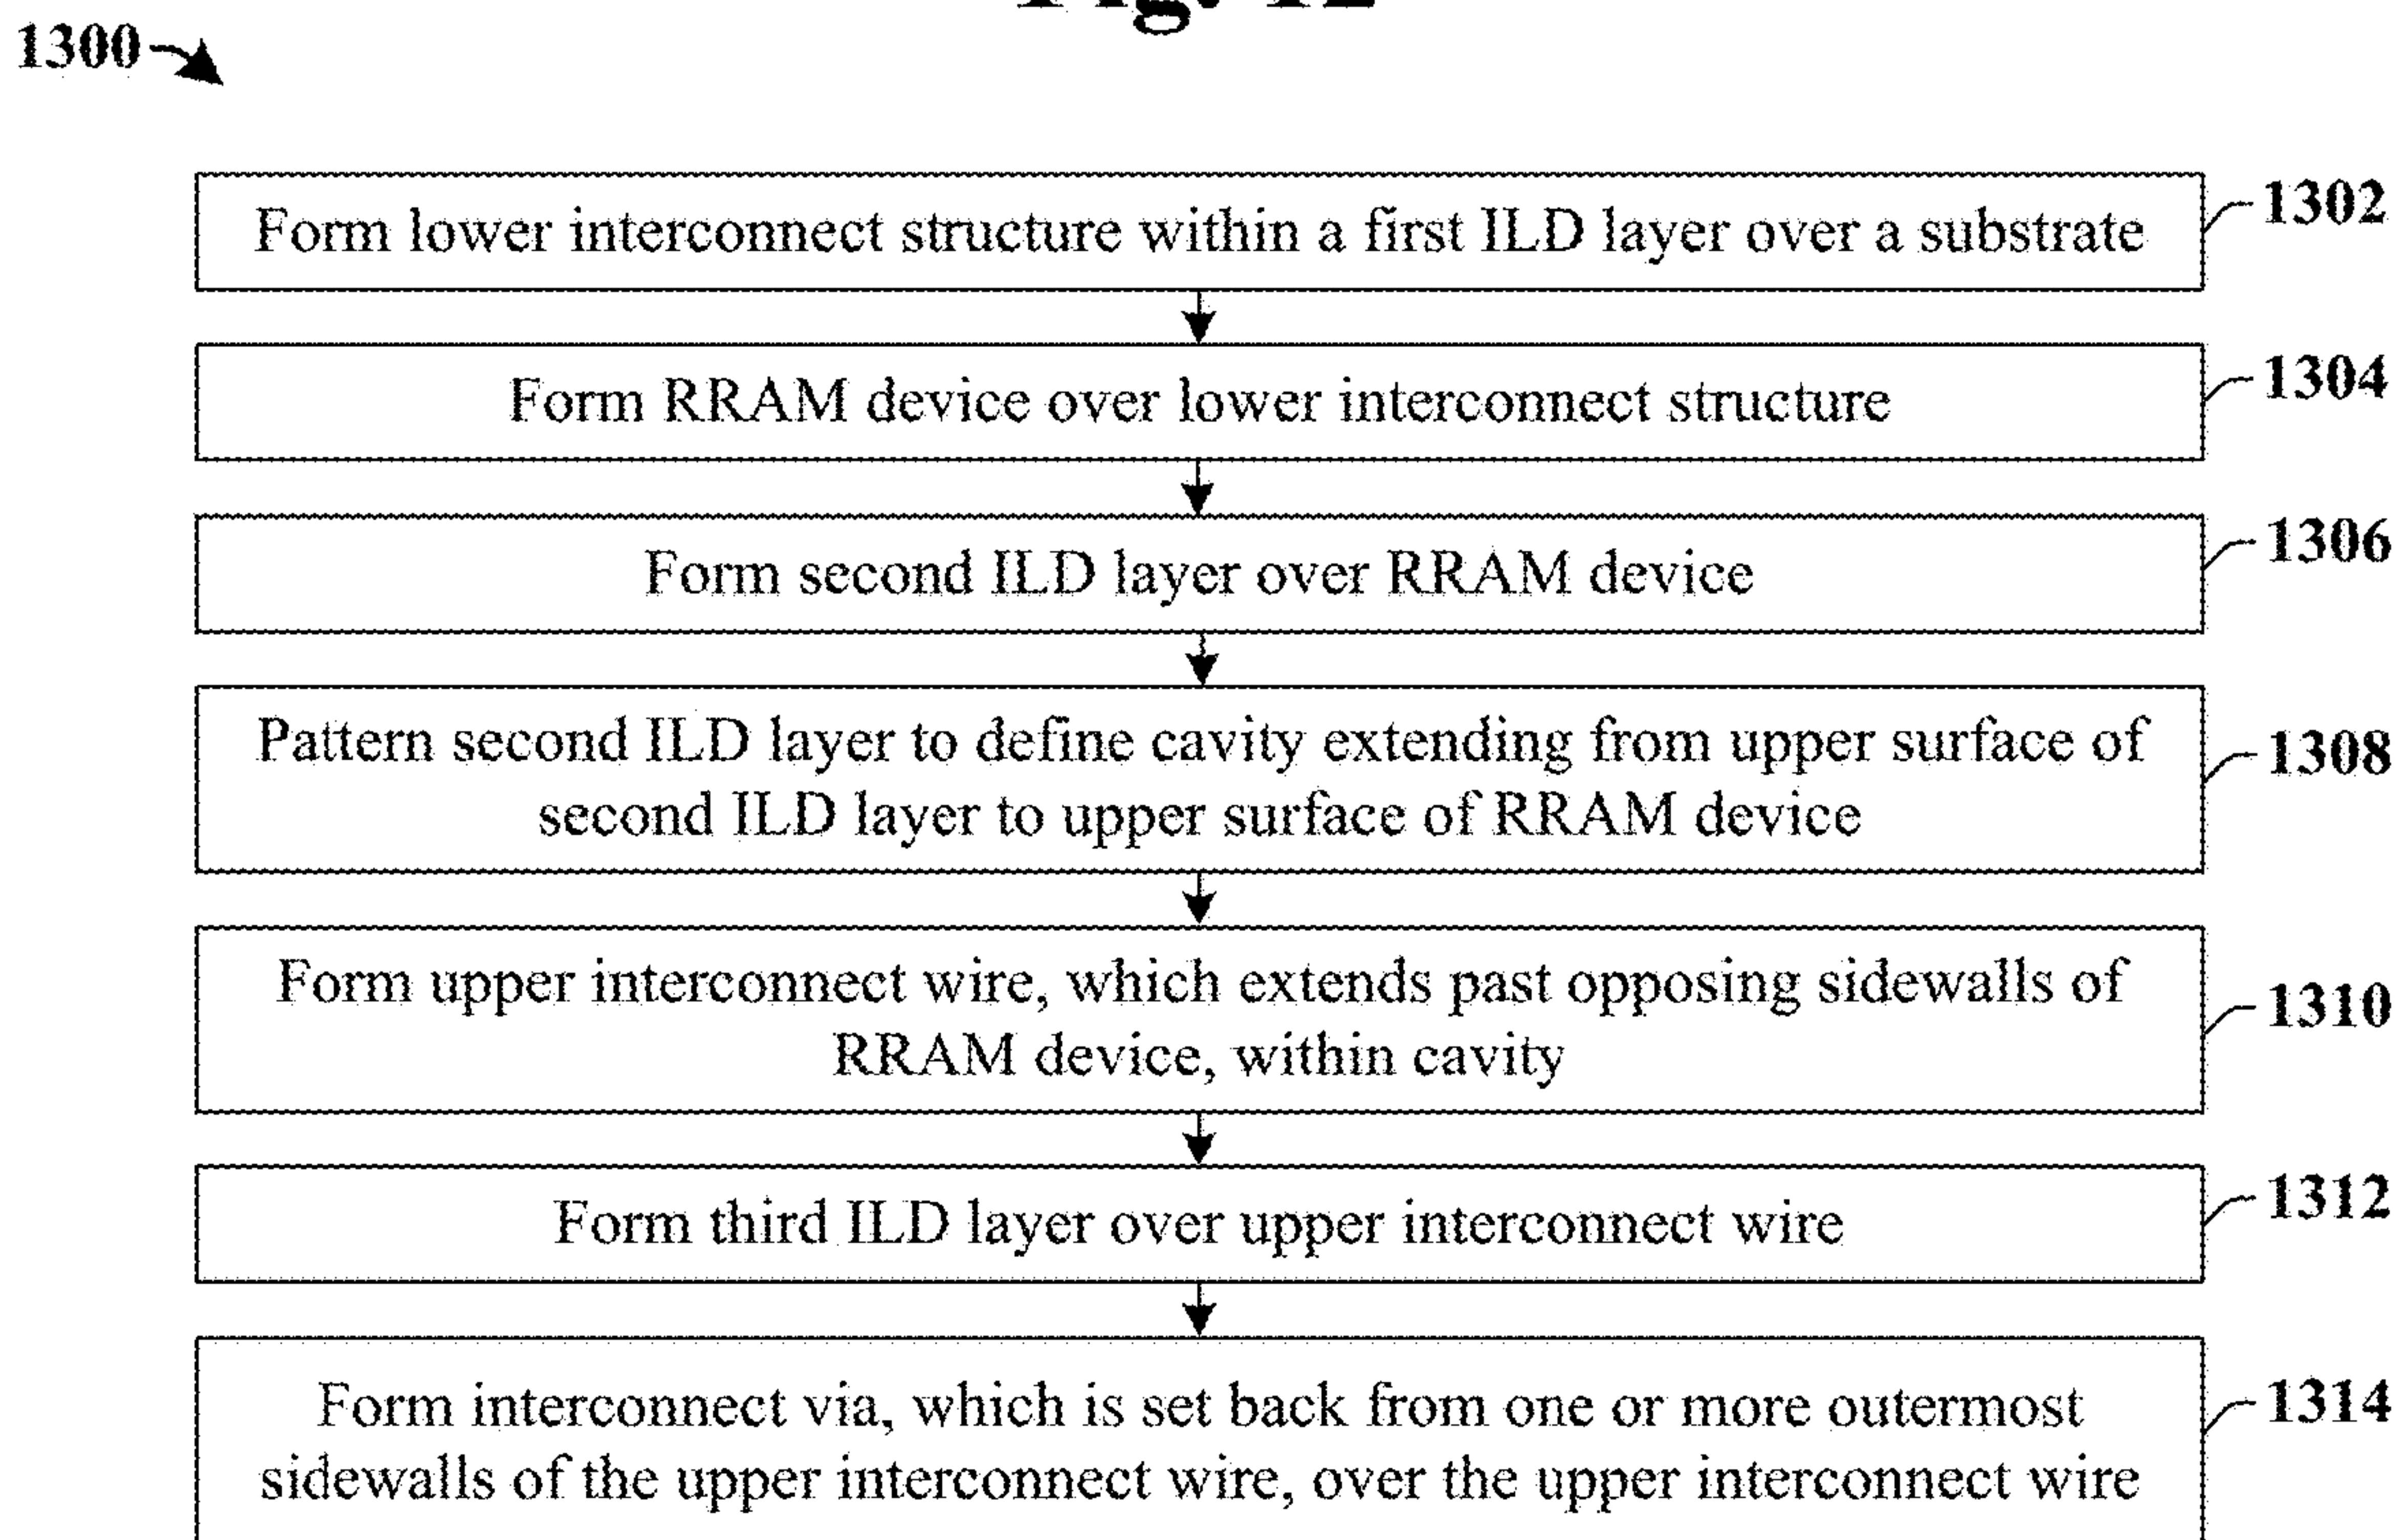 Fig. 12
1300
Form lower interconnect structure within a first ILD layer over a substrate
1302
Form RRAM device over lower interconnect structure
1304
Form second ILD layer over RRAM device
1306
Pattern second ILD layer to define cavity extending from upper surface of
second ILD layer to upper surface of RRAM device
1308
Form upper interconnect wire, which extends past opposing sidewalls of
RRAM device, within cavity
1310
Form third ILD layer over upper interconnect wire
1312
Form interconnect via, which is set back from one or more outermost
sidewalls of the upper interconnect wire, over the upper interconnect wire
1314